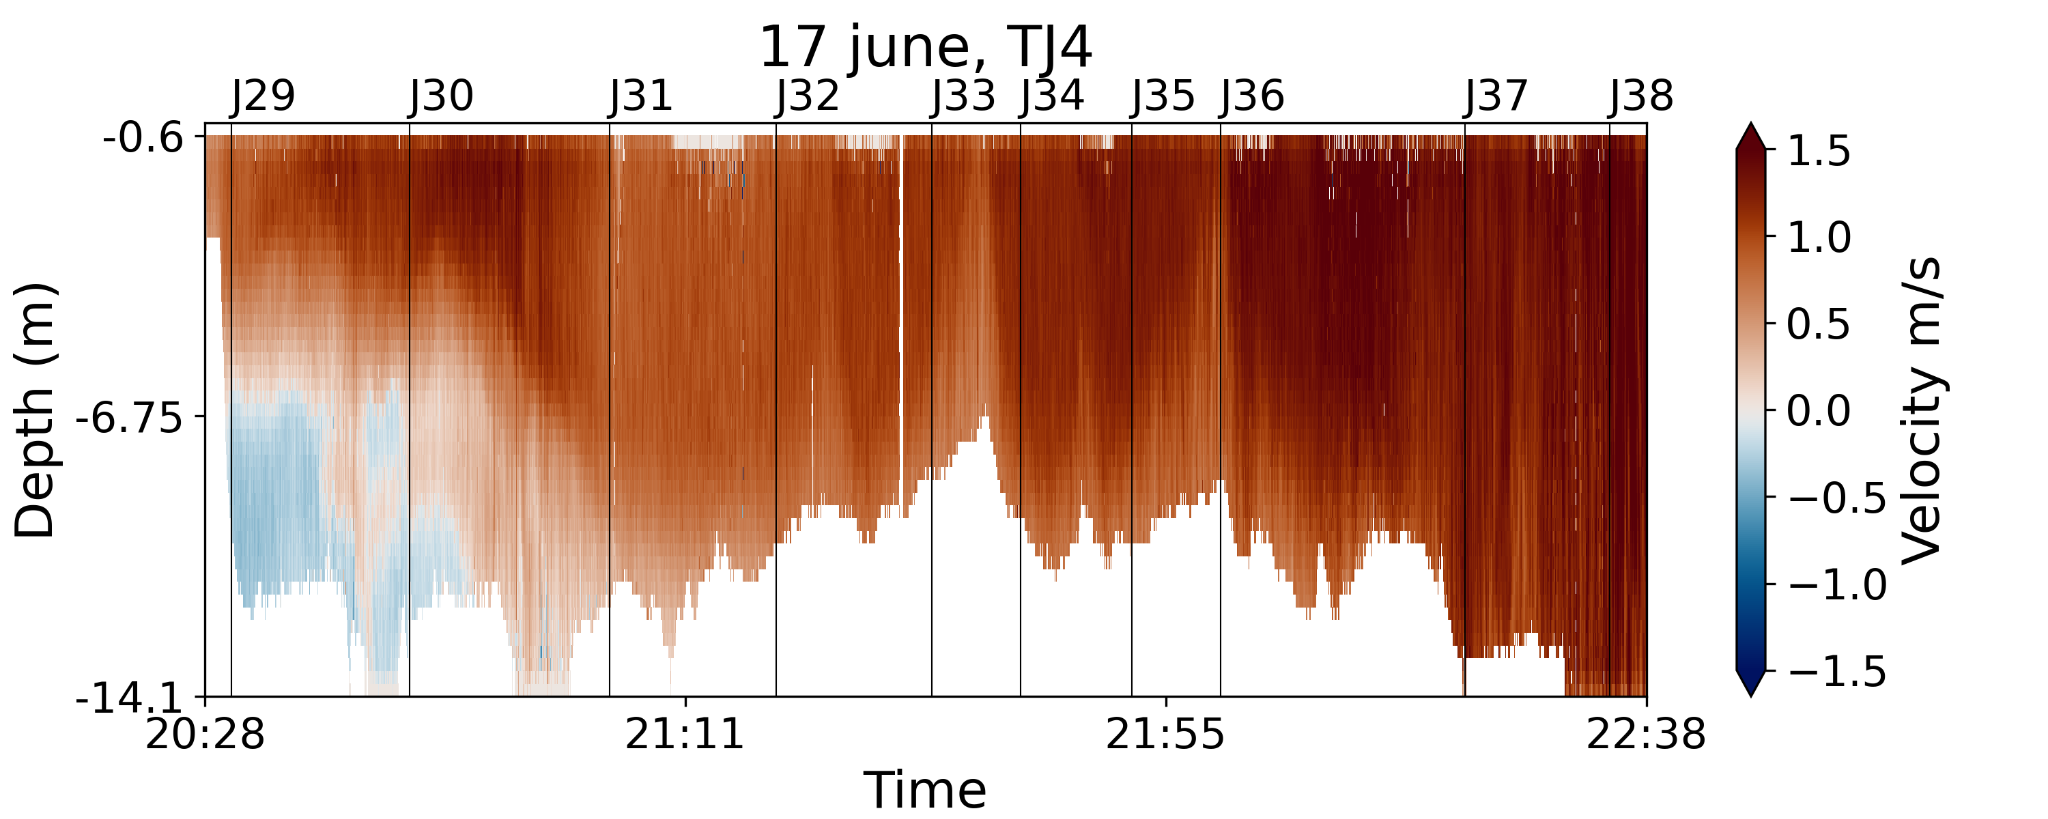 17 june, TJ4
J29 J30 J31 J32 J33 J34 J35 J36 J37 J38
-0.6
-6.75
-14.1
Depth (m)
20:28 21:11 21:55 22:38
Time
1.5
1.0
0.5
0.0
−0.5
−1.0
−1.5
Velocity m/s